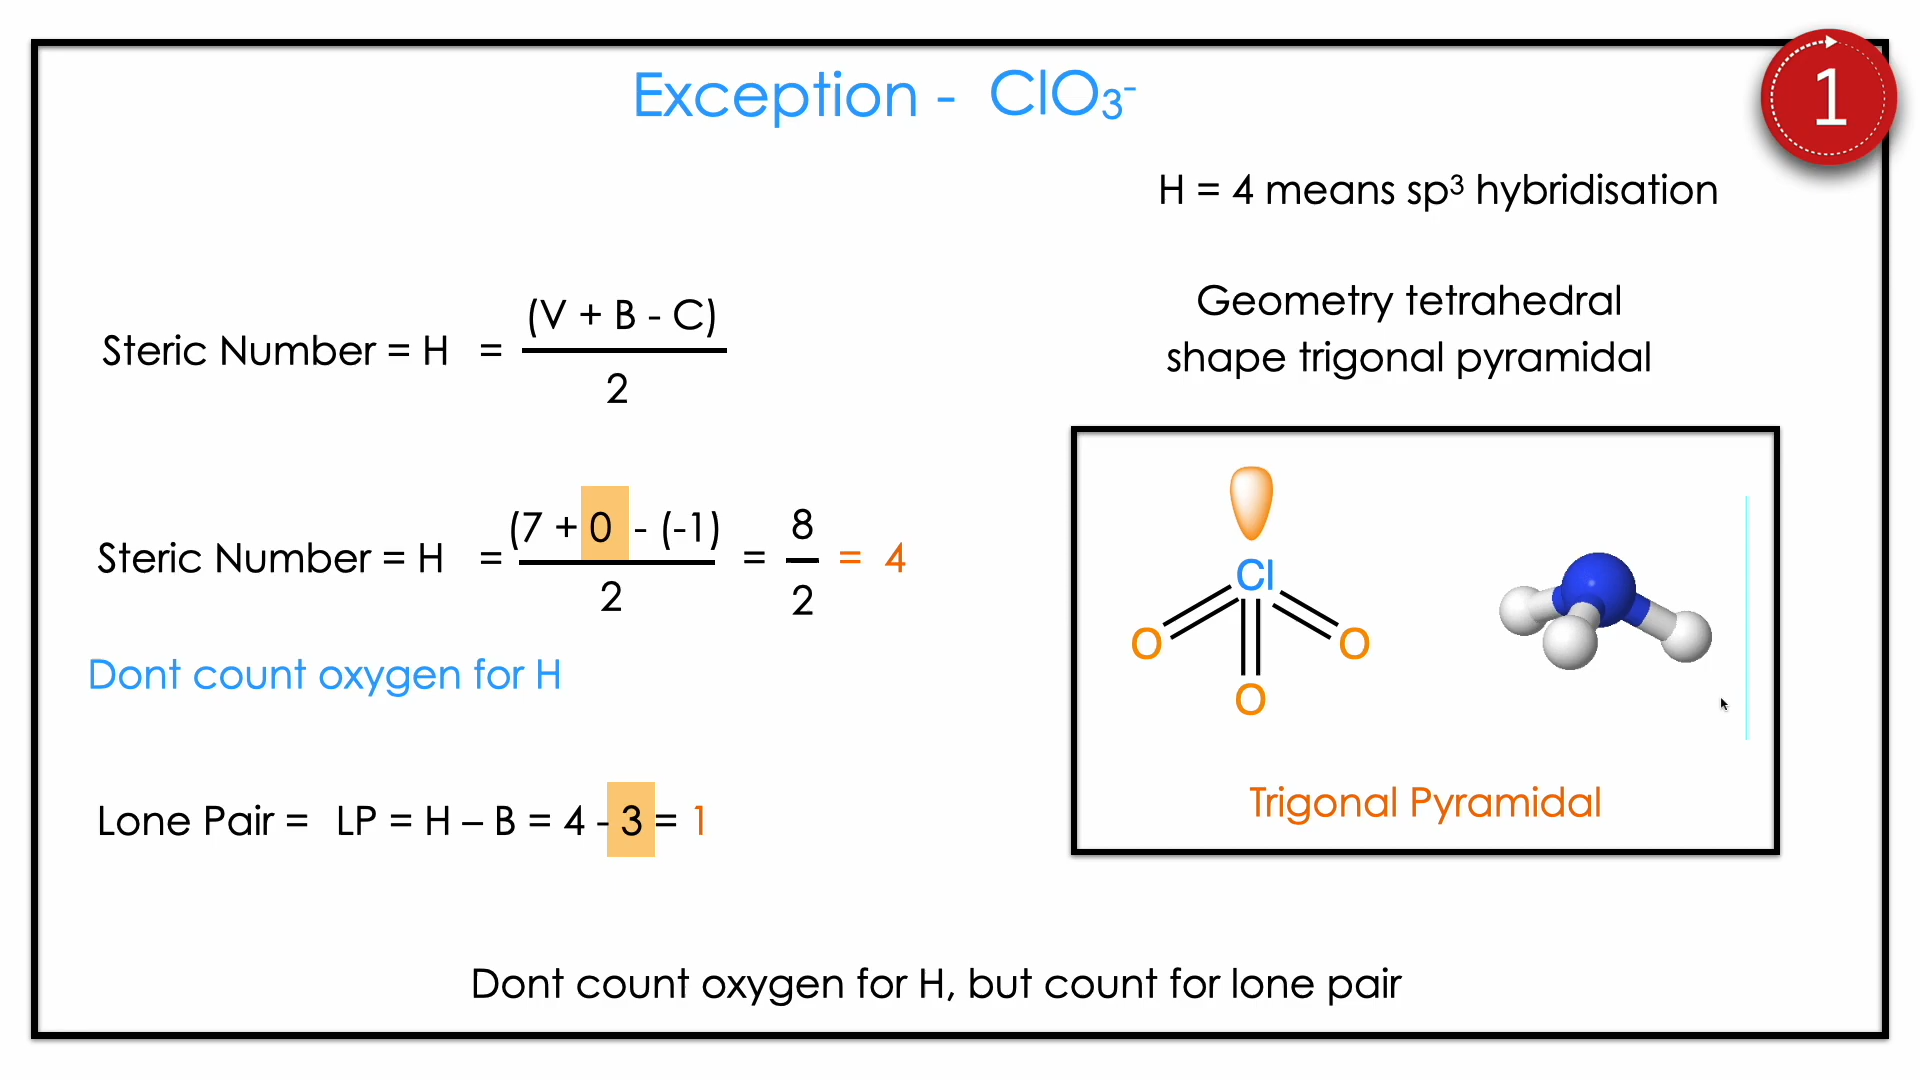 Exception - ClO₃⁻
1
H = 4 means sp³ hybridisation
Geometry tetrahedral
shape trigonal pyramidal
Steric Number = H = (V + B - C)
2
Steric Number = H = (7 + 0 - (-1) = 8 = 4
2 2
Dont count oxygen for H
Lone Pair = LP = H – B = 4 - 3 = 1
Cl
O O
O
Trigonal Pyramidal
Dont count oxygen for H, but count for lone pair